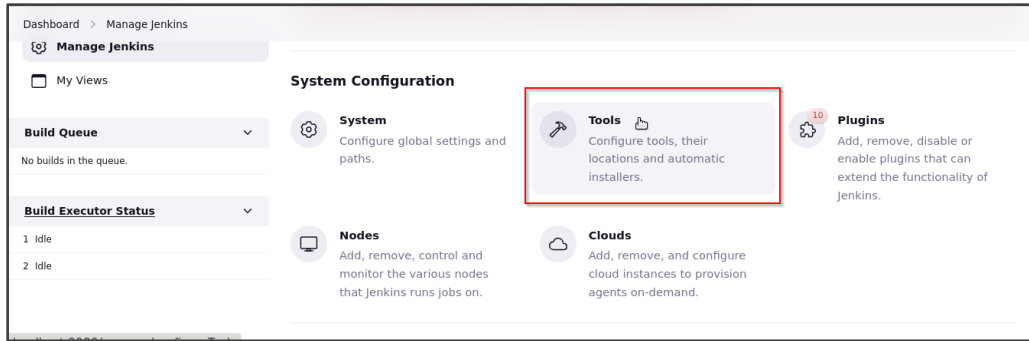 Dashboard > Manage Jenkins
Manage Jenkins
My Views
Build Queue
No builds in the queue.
Build Executor Status
1 Idle
2 Idle
System Configuration
System
Configure global settings and
paths.
Tools
Configure tools, their
locations and automatic
installers.
10
Plugins
Add, remove, disable or
enable plugins that can
extend the functionality of
Jenkins.
Nodes
Add, remove, control and
monitor the various nodes
that Jenkins runs jobs on.
Clouds
Add, remove, and configure
cloud instances to provision
agents on-demand.